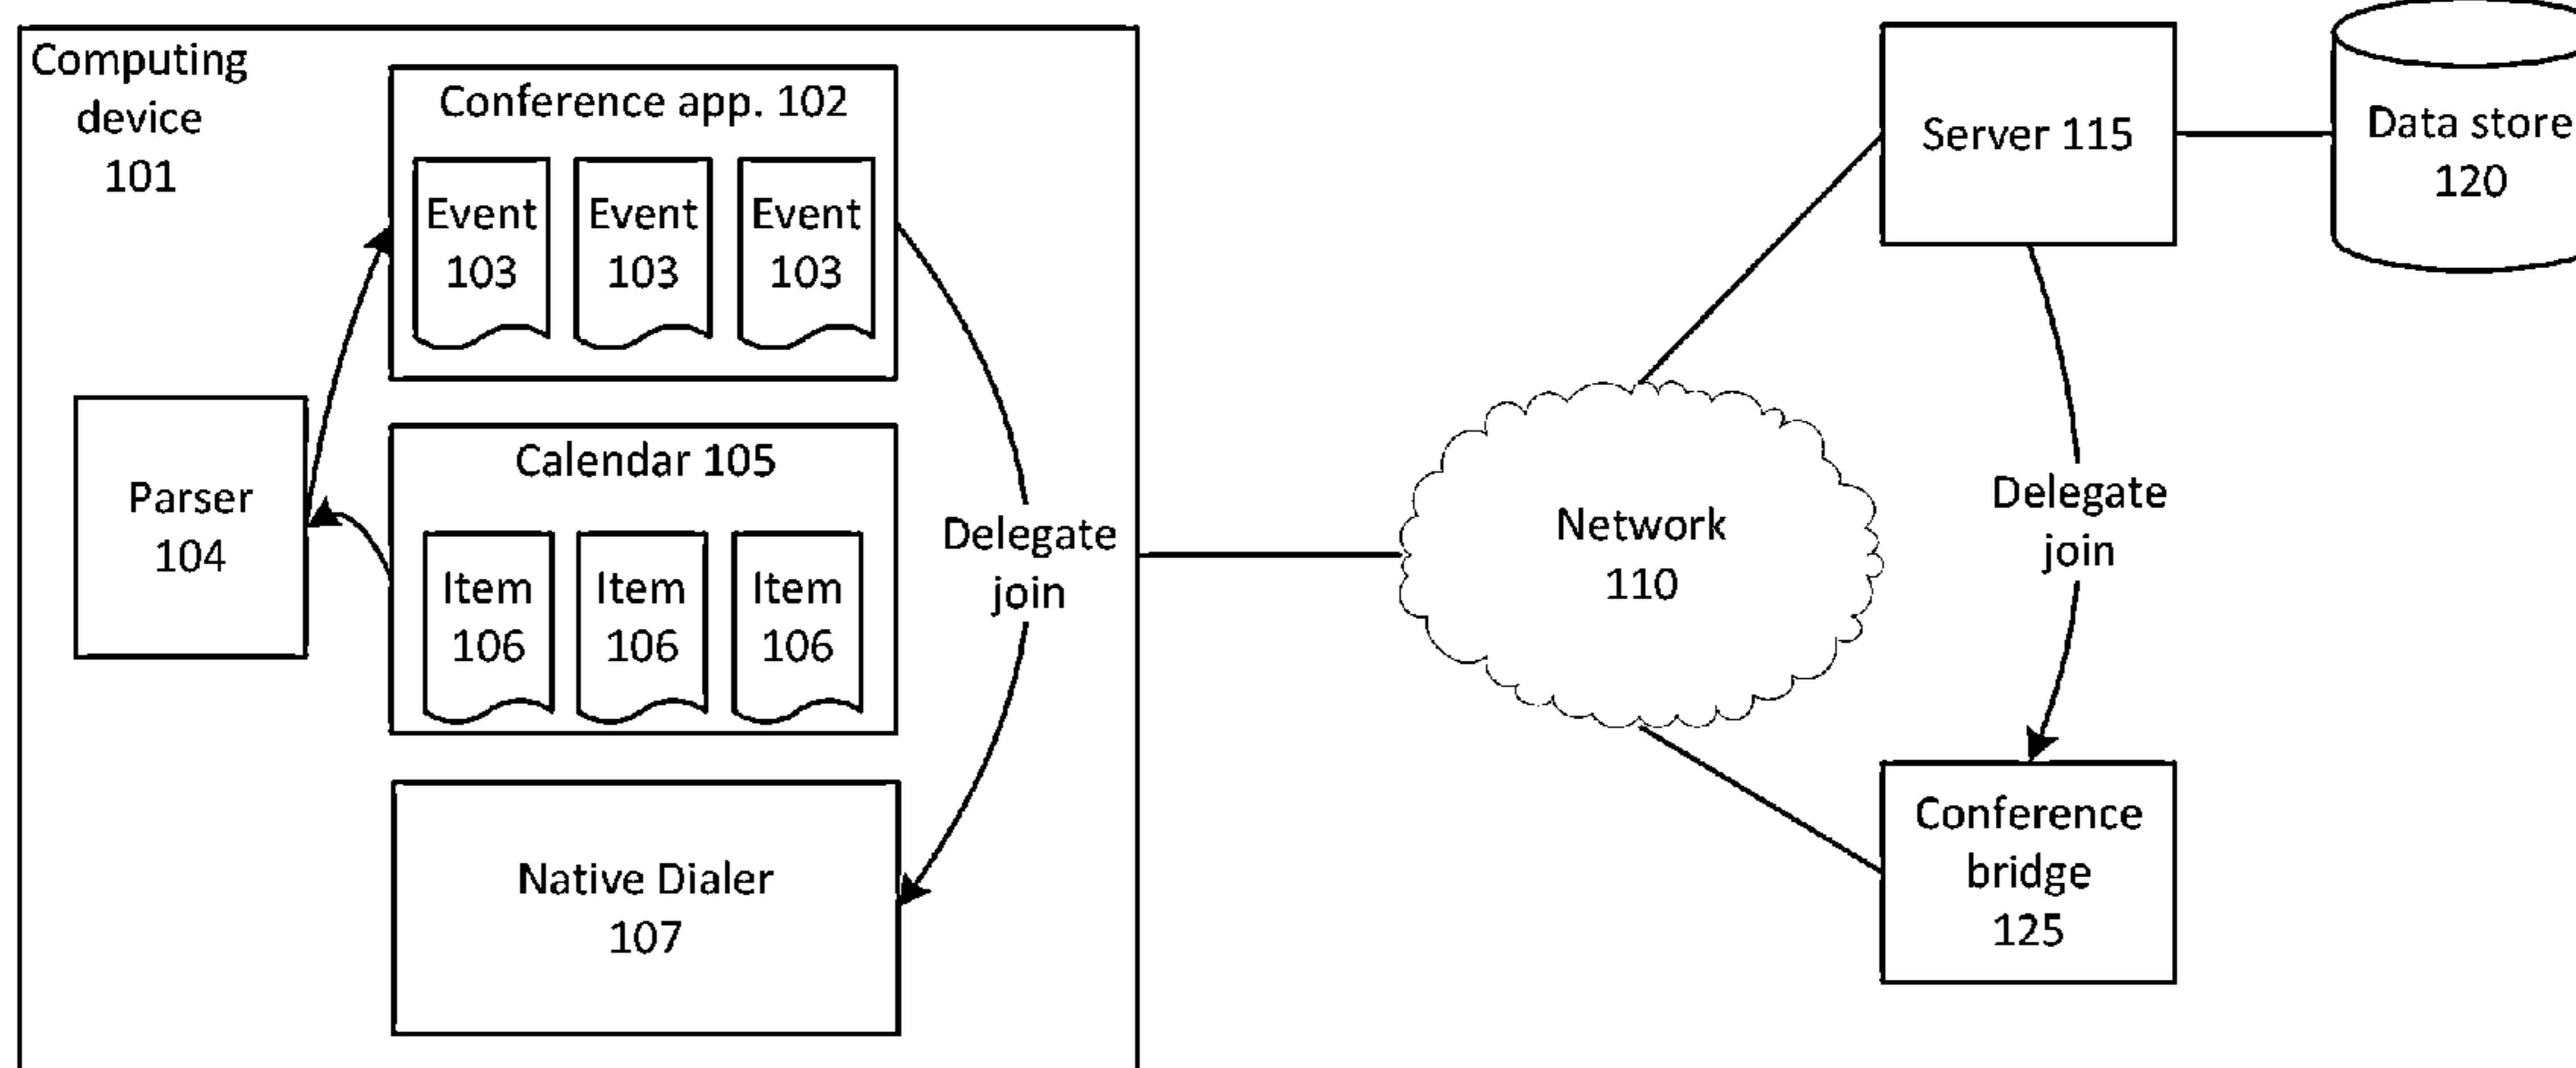 Computing
device
101
Conference app. 102
Event
103
Event
103
Event
103
Parser
104
Calendar 105
Item
106
Item
106
Item
106
Delegate
join
Native Dialer
107
Network
110
Server 115
Data store
120
Delegate
join
Conference
bridge
125